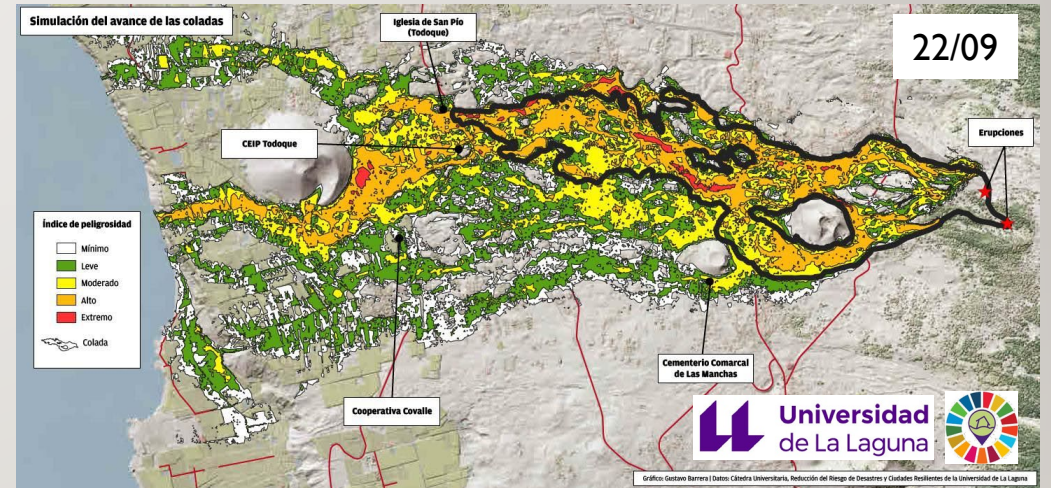 Simulación del avance de las coladas
Iglesia de San Pío
(Todoque)
22/09
Erupciones
CEIP Todoque
Índice de peligrosidad
Mínimo
Leve
Moderado
Alto
Extremo
Colada
Cementerio Comarcal
de Las Manchas
Cooperativa Covalle
Universidad
de La Laguna
Gráfico: Gustavo Barrera | Datos: Cátedra Universitaria, Reducción del Riesgo de Desastres y Ciudades Resilientes de la Universidad de La Laguna